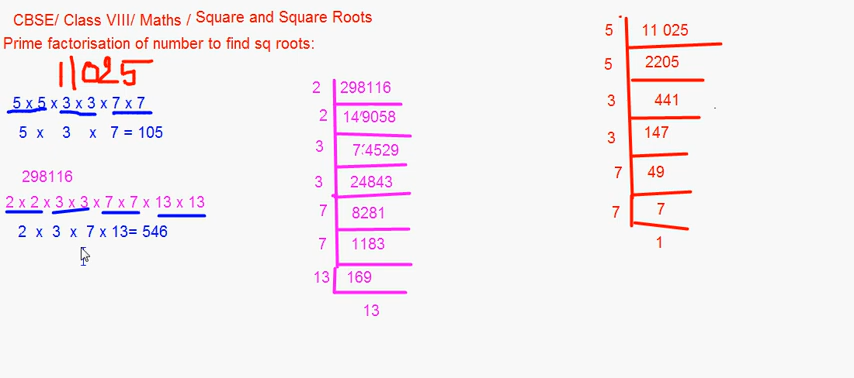 CBSE/ Class VIII/ Maths / Square and Square Roots
Prime factorisation of number to find sq roots:
11025
5 x 5 x 3 x 3 x 7 x 7
5 x 3 x 7 = 105
298116
2 x 2 x 3 x 3 x 7 x 7 x 13 x 13
2 x 3 x 7 x 13= 546
2 298116
2 149058
3 74529
3 24843
7 8281
7 1183
13 169
13
5 11 025
5 2205
3 441
3 147
7 49
7 7
1